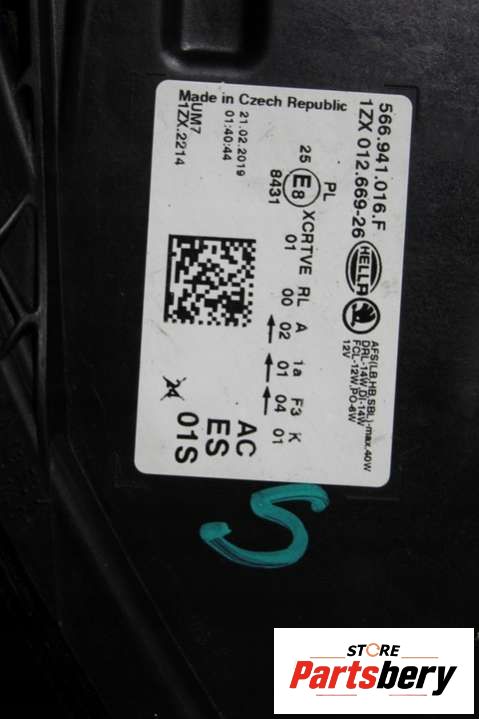 566.941.016.F
1ZX 012.669-26
HELLA
AFS(LB,HB,SBL)-max.40W
DRL-14W,DI-14W
FCL-12W,PO-6W
12V
PL
25 E8 XCRTVE RL A 1a F3 K
8431 01 00 02 01 04 01
Made in Czech Republic
21.02.2019
01:40:44
UM7
1ZX.2214
AC
ES
01S
24
S
STORE
Partsbery